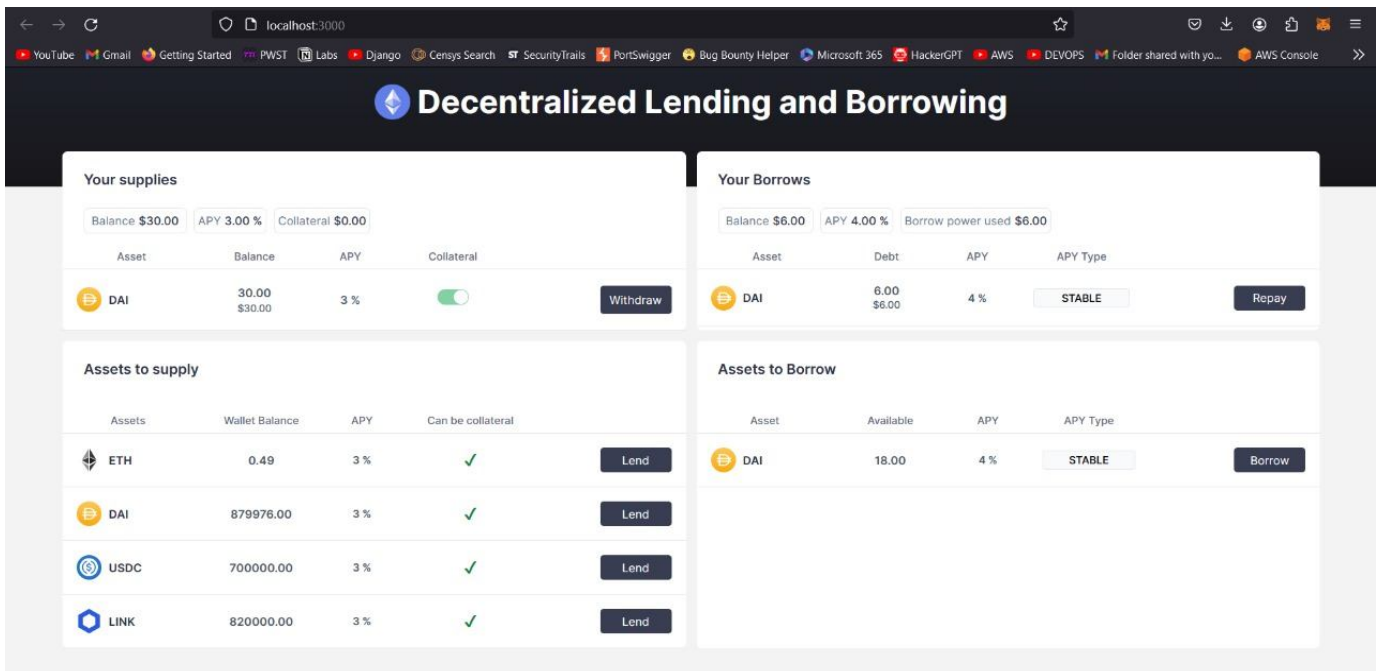 localhost:3000
YouTube Gmail Getting Started PWST Labs Django Censys Search ST SecurityTrails PortSwigger Bug Bounty Helper Microsoft 365 HackerGPT AWS DEVOPS Folder shared with yo... AWS Console
Decentralized Lending and Borrowing
Your supplies
Balance $30.00 APY 3.00 % Collateral $0.00
Asset Balance APY Collateral
DAI 30.00 3 % Withdraw
$30.00
Your Borrows
Balance $6.00 APY 4.00 % Borrow power used $6.00
Asset Debt APY APY Type
DAI 6.00 4 % STABLE Repay
$6.00
Assets to supply
Assets Wallet Balance APY Can be collateral
ETH 0.49 3 % Lend
DAI 879976.00 3 % Lend
USDC 700000.00 3 % Lend
LINK 820000.00 3 % Lend
Assets to Borrow
Asset Available APY APY Type
DAI 18.00 4 % STABLE Borrow